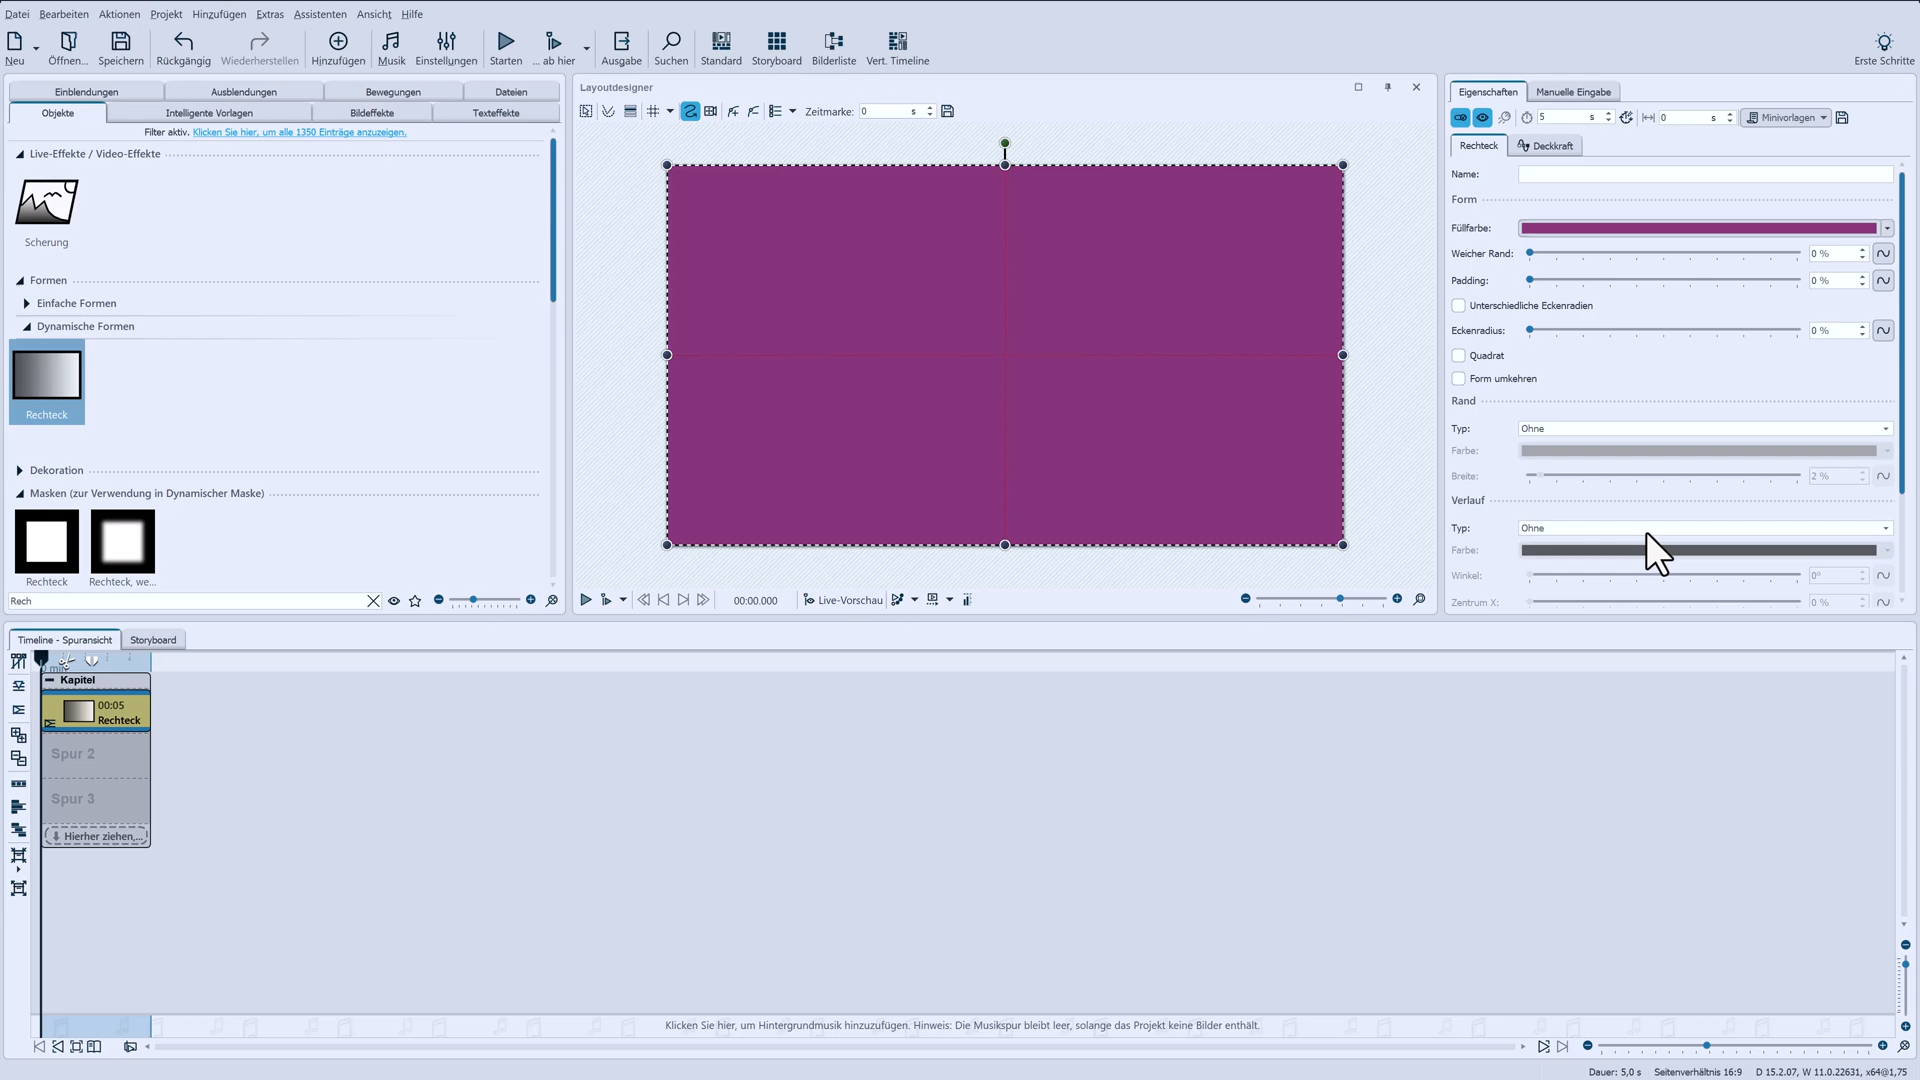 Datei Bearbeiten Aktionen Projekt Hinzufügen Extras Assistenten Ansicht Hilfe
Neu Öffnen... Speichern Rückgängig Wiederherstellen Hinzufügen Musik Einstellungen Starten ... ab hier Ausgabe Suchen Standard Storyboard Bilderliste Vert. Timeline Erste Schritte
Einblendungen Ausblendungen Bewegungen Dateien
Objekte Intelligente Vorlagen Bildeffekte Texteffekte
Filter aktiv. Klicken Sie hier, um alle 1350 Einträge anzuzeigen.
Live-Effekte / Video-Effekte
Scherung
Formen
Einfache Formen
Dynamische Formen
Rechteck
Dekoration
Masken (zur Verwendung in Dynamischer Maske)
Rechteck Rechteck, we...
Rech
Layoutdesigner
Zeitmarke: 0 s
00:00.000 Live-Vorschau
Eigenschaften Manuelle Eingabe
5 s 0 s Minivorlagen
Rechteck Deckkraft
Name:
Form
Füllfarbe:
Weicher Rand: 0 %
Padding: 0 %
Unterschiedliche Eckenradien
Eckenradius: 0 %
Quadrat
Form umkehren
Rand
Typ: Ohne
Farbe:
Breite: 2 %
Verlauf
Typ: Ohne
Farbe:
Winkel: 0°
Zentrum X: 0 %
Timeline - Spuransicht Storyboard
Kapitel
00:05
Rechteck
Spur 2
Spur 3
Hierher ziehen,...
Klicken Sie hier, um Hintergrundmusik hinzuzufügen. Hinweis: Die Musikspur bleibt leer, solange das Projekt keine Bilder enthält.
Dauer: 5,0 s Seitenverhältnis 16:9 D 15.2.07, W 11.0.22631, x64@1,75